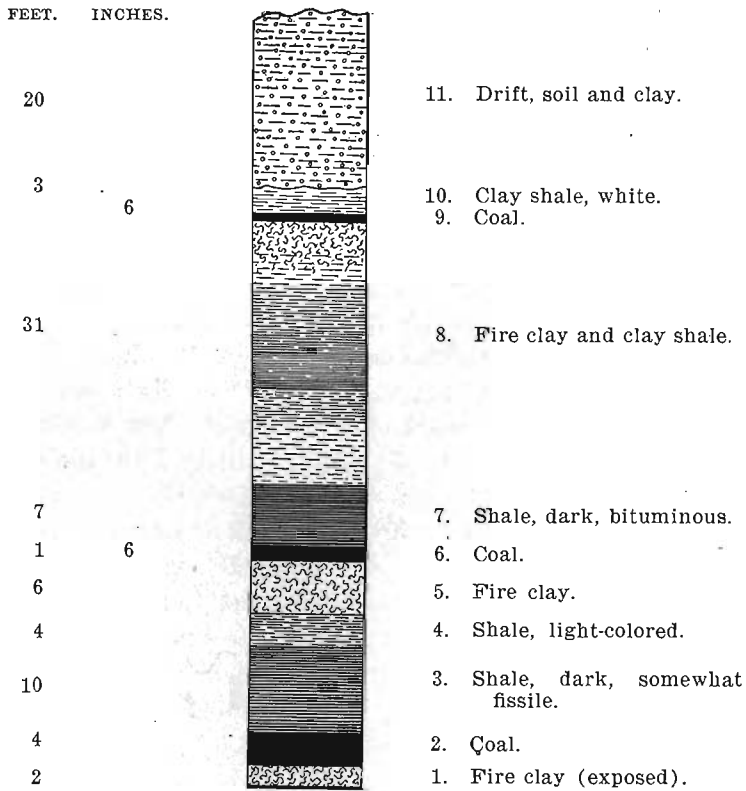 FEET. INCHES.
20 11. Drift, soil and clay.
3 10. Clay shale, white.
6 9. Coal.
31 8. Fire clay and clay shale.
7 7. Shale, dark, bituminous.
1 6 6. Coal.
6 5. Fire clay.
4 4. Shale, light-colored.
10 3. Shale, dark, somewhat
fissile.
4 2. Çoal.
2 1. Fire clay (exposed).